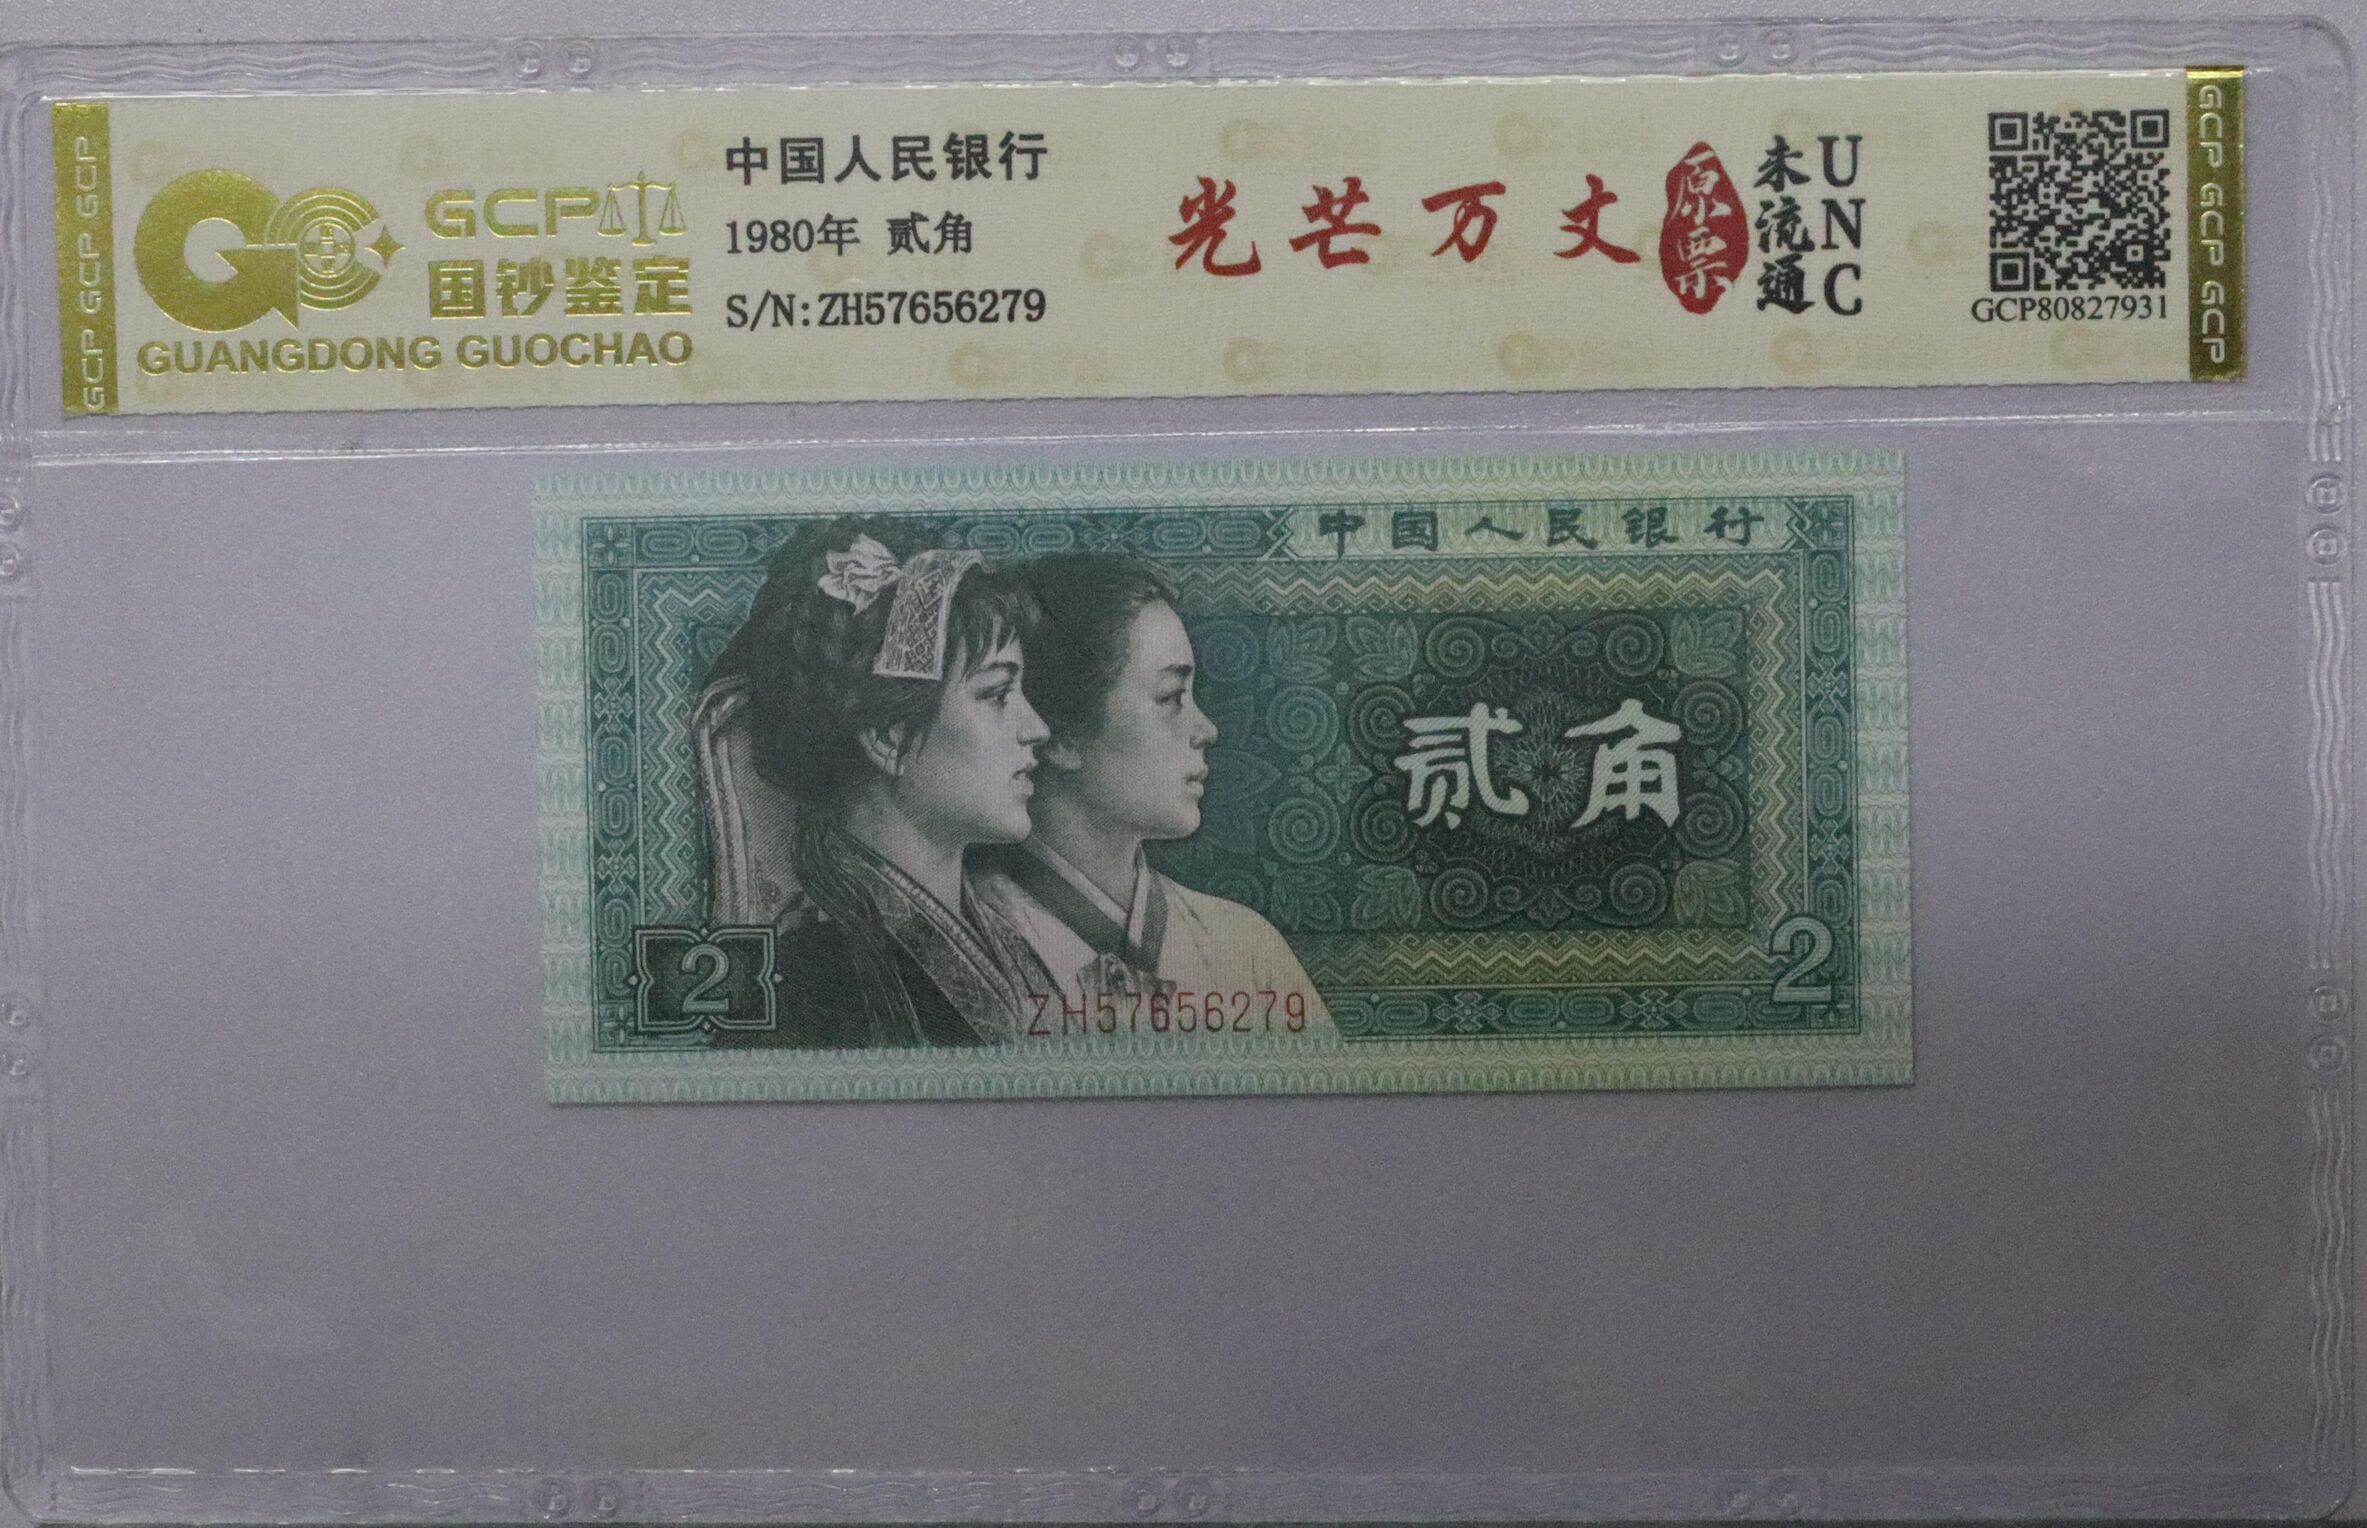 GCP GCP GCP
GCP
国钞鉴定
GUANGDONG GUOCHAO
中国人民银行
1980年 贰角
S/N:ZH57656279
光芒万丈
原票
未流通
UNC
GCP80827931
GCP GCP GCP
中国人民银行
贰角
2
2
ZH57656279